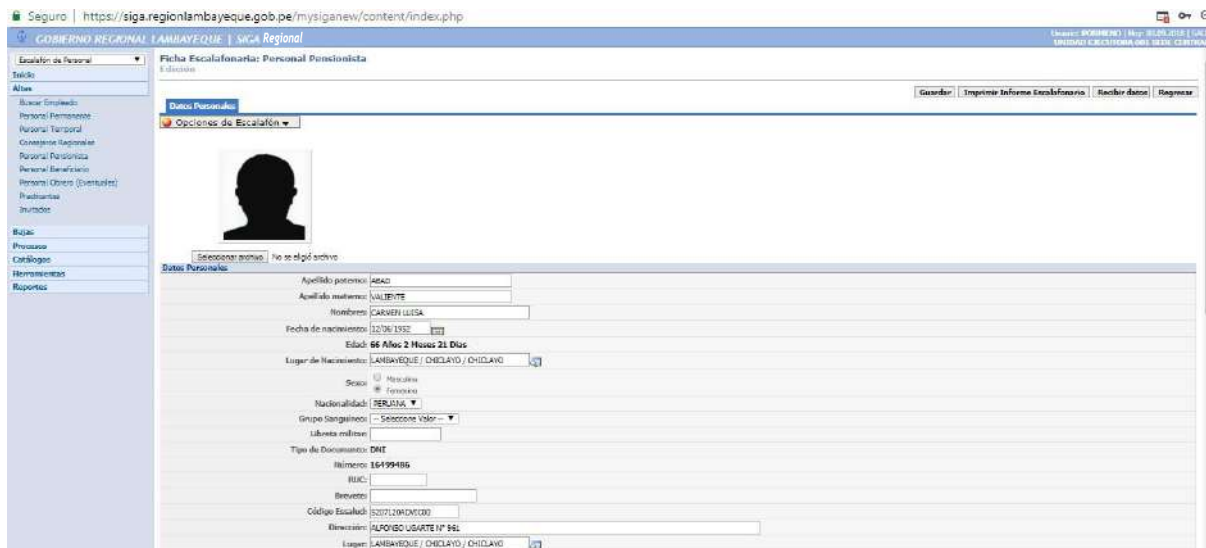 Seguro | https://siga.regionlambayeque.gob.pe/mysiganew/content/index.php
GOBIERNO REGIONAL LAMBAYEQUE | SIGA Regional
Escalafón de Personal
Inicio
Altas
Buscar Empleado
Personal Permanente
Personal Temporal
Consejeros Regionales
Personal Pensionista
Personal Beneficiario
Personal Obrero (Eventuales)
Practicantes
Invitados
Bajas
Procesos
Catálogos
Herramientas
Reportes
Ficha Escalafonaria: Personal Pensionista
Edición
Guardar Imprimir Informe Escalafonario Recibir datos Regresar
Datos Personales
Opciones de Escalafón
Seleccionar archivo No se eligió archivo
Datos Personales
Apellido paterno: ABAD
Apellido materno: VALIENTE
Nombres: CARMEN LUISA
Fecha de nacimiento: 12/06/1952
Edad: 66 Años 2 Meses 21 Dias
Lugar de Nacimiento: LAMBAYEQUE / CHICLAYO / CHICLAYO
Sexo: Masculino
Femenino
Nacionalidad: PERUANA
Grupo Sanguineo: -- Seleccione Valor --
Libreta militar:
Tipo de Documento: DNI
Número: 16499486
RUC:
Brevete:
Código Essalud:
Dirección: ALFONSO UGARTE N° 961
Lugar: LAMBAYEQUE / CHICLAYO / CHICLAYO